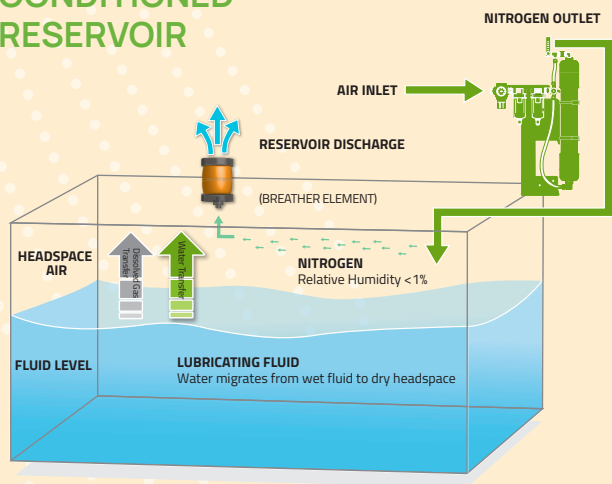 CONDITIONED
RESERVOIR
NITROGEN OUTLET
AIR INLET
RESERVOIR DISCHARGE
(BREATHER ELEMENT)
HEADSPACE
AIR
Dissolved Gas
Transfer
Water Transfer
NITROGEN
Relative Humidity <1%
FLUID LEVEL
LUBRICATING FLUID
Water migrates from wet fluid to dry headspace